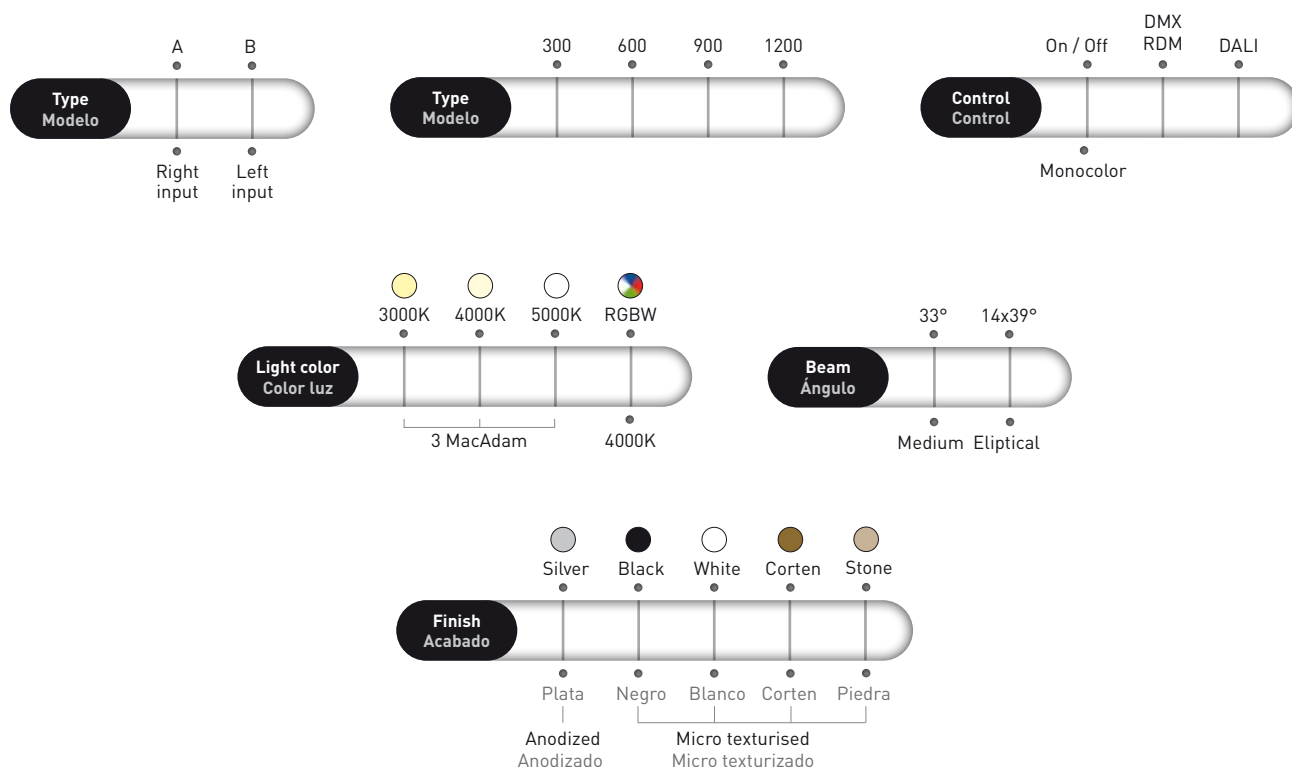 A B
Type
Modelo
Right
input
Left
input
300 600 900 1200
Type
Modelo
On / Off
DMX
RDM
DALI
Control
Control
Monocolor
3000K 4000K 5000K RGBW
Light color
Color luz
3 MacAdam
4000K
33° 14x39°
Beam
Ángulo
Medium Eliptical
Silver Black White Corten Stone
Finish
Acabado
Plata Negro Blanco Corten Piedra
Anodized
Anodizado
Micro texturised
Micro texturizado